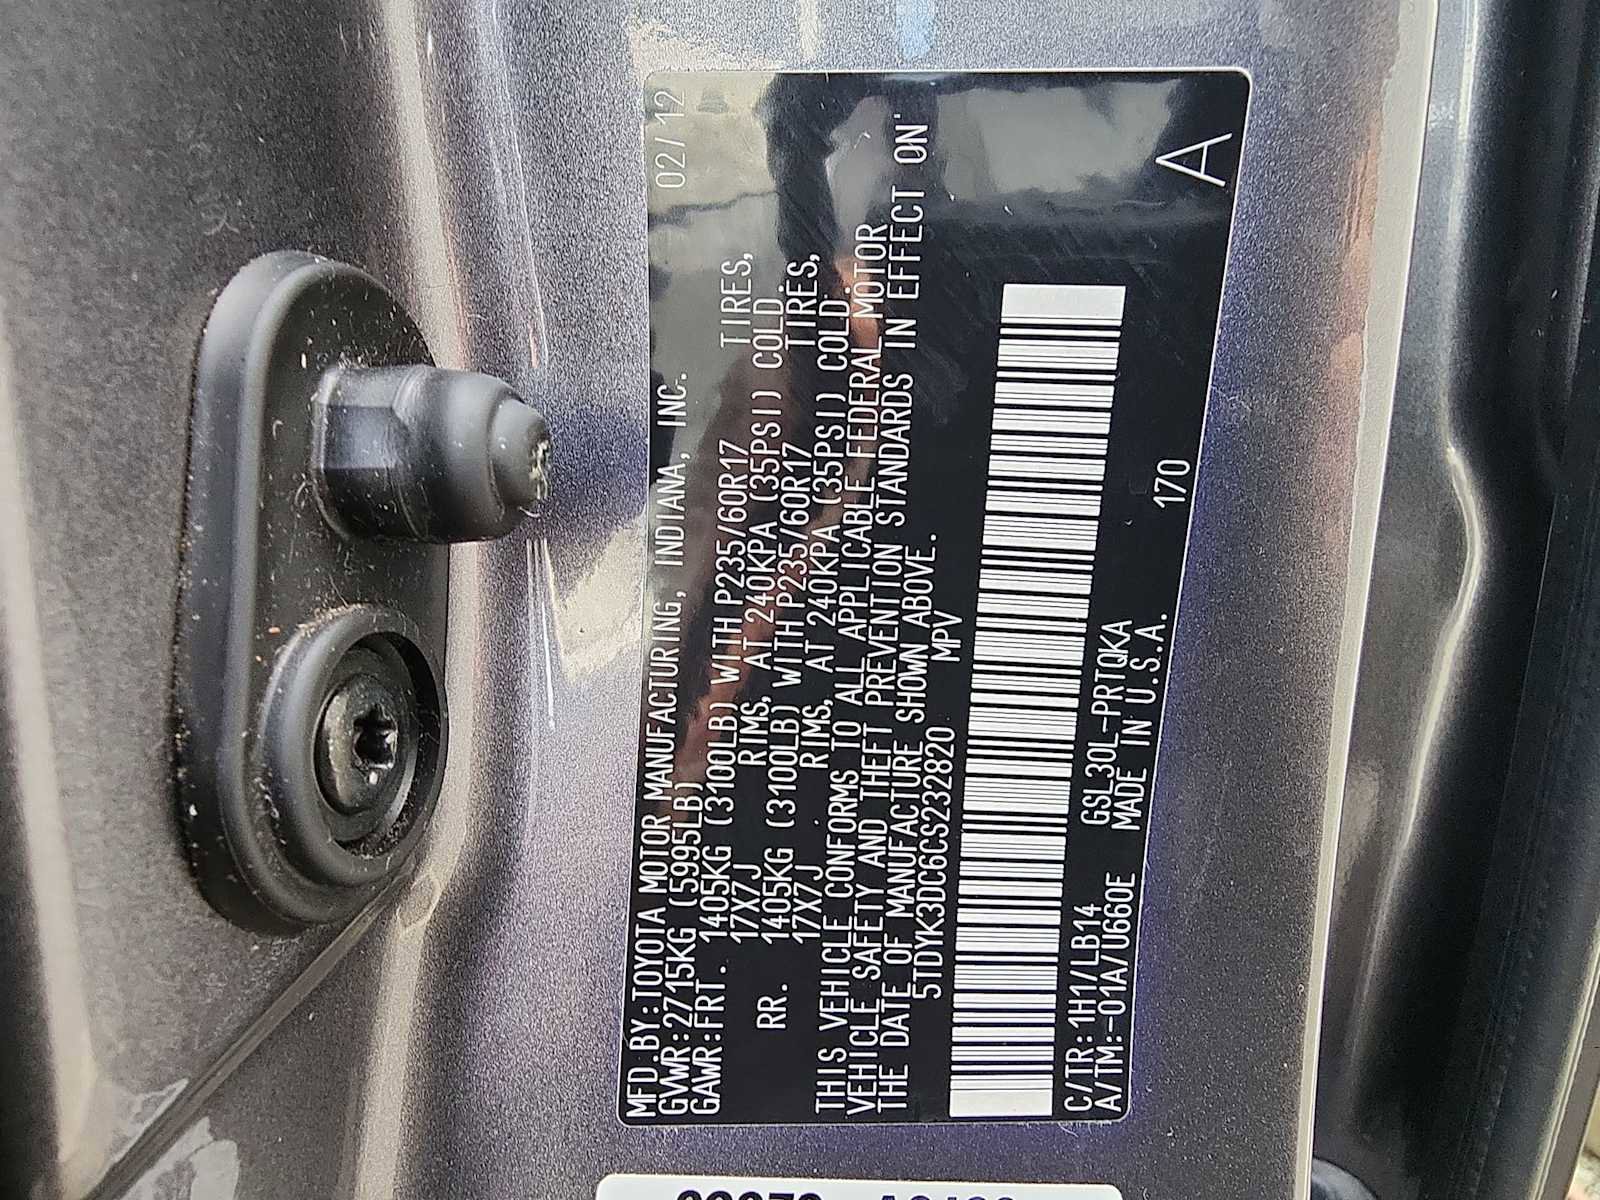 MFD.BY:TOYOTA MOTOR MANUFACTURING, INDIANA, INC. 02/12
GVWR:2715KG (5995LB)
GAWR:FRT. 1405KG (3100LB) WITH P235/60R17 TIRES,
17X7J RIMS, AT 240KPA (35PSI) COLD.
RR. 1405KG (3100LB) WITH P235/60R17 TIRES,
17X7J RIMS, AT 240KPA (35PSI) COLD.
THIS VEHICLE CONFORMS TO ALL APPLICABLE FEDERAL MOTOR
VEHICLE SAFETY AND THEFT PREVENTION STANDARDS IN EFFECT ON
THE DATE OF MANUFACTURE SHOWN ABOVE.
5TDYK3DC6CS232820 MPV
C/TR:1H1/LB14 GSL30L-PRTQKA 170
A/TM:-01A/U660E MADE IN U.S.A. A